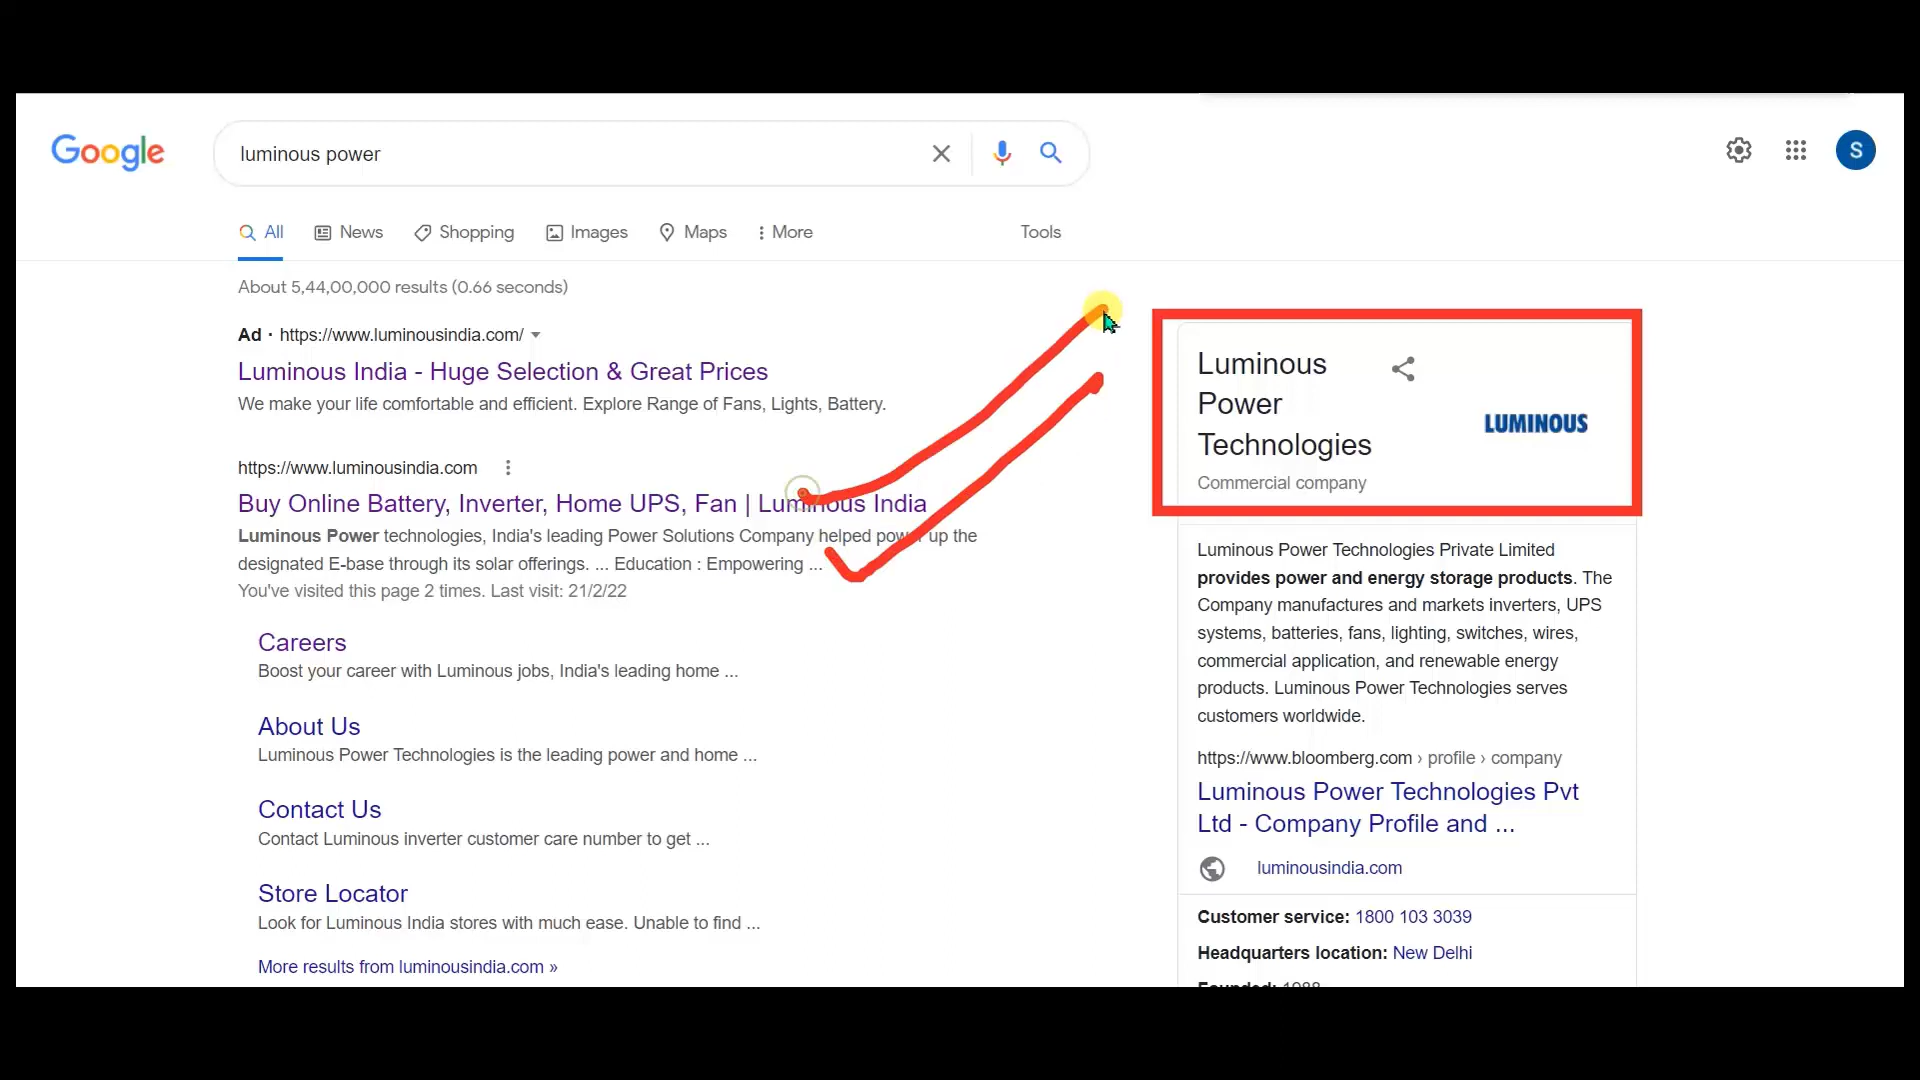 Google
luminous power
S
All
News
Shopping
Images
Maps
More
Tools
About 5,44,00,000 results (0.66 seconds)
Ad · https://www.luminousindia.com/
Luminous India - Huge Selection & Great Prices
We make your life comfortable and efficient. Explore Range of Fans, Lights, Battery.
https://www.luminousindia.com
Buy Online Battery, Inverter, Home UPS, Fan | Luminous India
Luminous Power technologies, India's leading Power Solutions Company helped power up the
designated E-base through its solar offerings. ... Education : Empowering ...
You've visited this page 2 times. Last visit: 21/2/22
Careers
Boost your career with Luminous jobs, India's leading home ...
About Us
Luminous Power Technologies is the leading power and home ...
Contact Us
Contact Luminous inverter customer care number to get ...
Store Locator
Look for Luminous India stores with much ease. Unable to find ...
More results from luminousindia.com »
Luminous
Power
Technologies
Commercial company
LUMINOUS
Luminous Power Technologies Private Limited
provides power and energy storage products. The
Company manufactures and markets inverters, UPS
systems, batteries, fans, lighting, switches, wires,
commercial application, and renewable energy
products. Luminous Power Technologies serves
customers worldwide.
https://www.bloomberg.com › profile › company
Luminous Power Technologies Pvt
Ltd - Company Profile and ...
luminousindia.com
Customer service: 1800 103 3039
Headquarters location: New Delhi
Founded: 1988